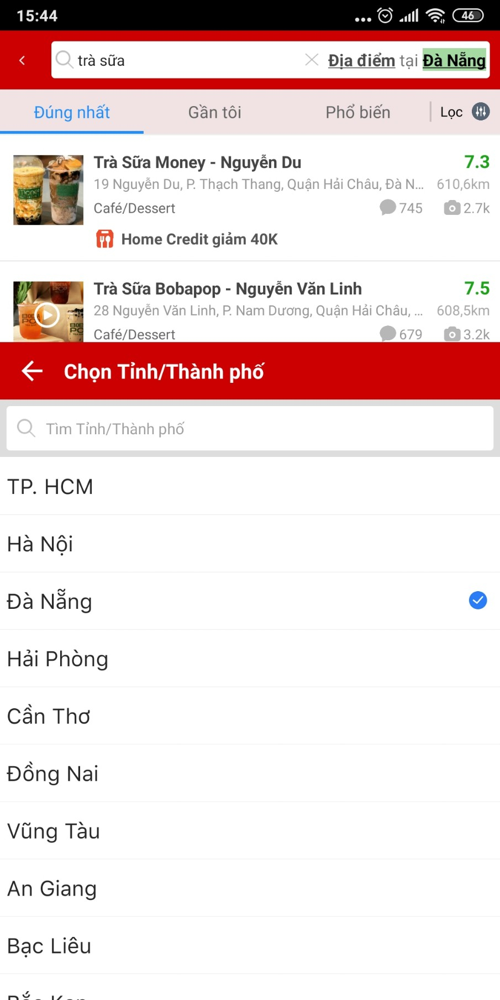 15:44
46
trà sữa
Địa điểm tại Đà Nẵng
Đúng nhất
Gần tôi
Phổ biến
Lọc
Trà Sữa Money - Nguyễn Du
7.3
19 Nguyễn Du, P. Thạch Thang, Quận Hải Châu, Đà N...
610,6km
Café/Dessert
745
2.7k
Home Credit giảm 40K
Trà Sữa Bobapop - Nguyễn Văn Linh
7.5
28 Nguyễn Văn Linh, P. Nam Dương, Quận Hải Châu, ...
608,5km
Café/Dessert
679
3.2k
Chọn Tỉnh/Thành phố
Tìm Tỉnh/Thành phố
TP. HCM
Hà Nội
Đà Nẵng
Hải Phòng
Cần Thơ
Đồng Nai
Vũng Tàu
An Giang
Bạc Liêu